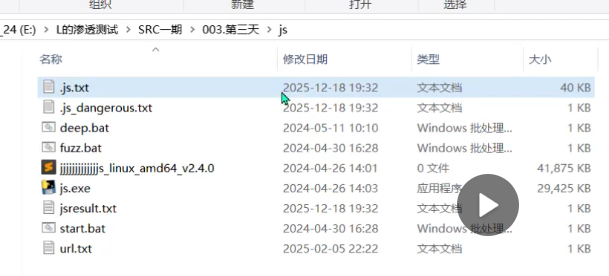 组织 新建 打开 选择
_24 (E:) > L的渗透测试 > SRC一期 > 003.第三天 > js
名称 修改日期 类型 大小
.js.txt 2025-12-18 19:32 文本文档 40 KB
.js_dangerous.txt 2025-12-18 19:32 文本文档 1 KB
deep.bat 2024-05-11 10:10 Windows 批处理... 1 KB
fuzz.bat 2024-04-30 16:28 Windows 批处理... 1 KB
jjjjjjjjjjjjjs_linux_amd64_v2.4.0 2024-04-26 14:01 0 文件 41,875 KB
js.exe 2024-04-26 14:03 应用程序 29,425 KB
jsresult.txt 2025-12-18 19:32 文本文档 1 KB
start.bat 2024-04-30 16:28 Windows 批处理... 1 KB
url.txt 2025-02-05 22:22 文本文档 1 KB